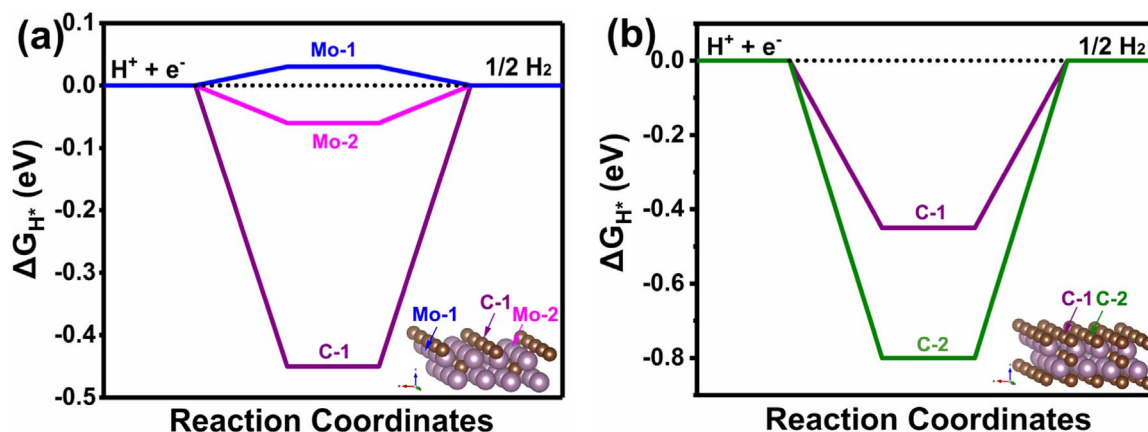 (a)
ΔG_H* (eV)
0.1
0.0
-0.1
-0.2
-0.3
-0.4
-0.5
H⁺ + e⁻
Mo-1
1/2 H₂
Mo-2
C-1
C-1
Mo-1
Mo-2
Reaction Coordinates
(b)
ΔG_H* (eV)
0.0
-0.2
-0.4
-0.6
-0.8
H⁺ + e⁻
1/2 H₂
C-1
C-2
C-1 C-2
Reaction Coordinates